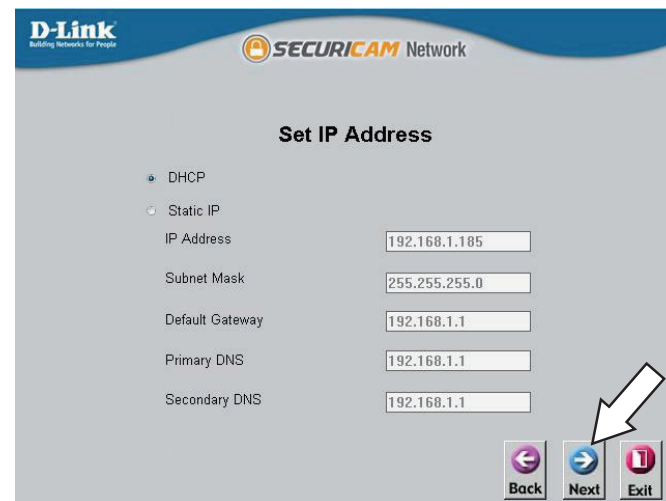 D-Link
Building Networks for People
SECURICAM Network
Set IP Address
DHCP
Static IP
IP Address 192.168.1.185
Subnet Mask 255.255.255.0
Default Gateway 192.168.1.1
Primary DNS 192.168.1.1
Secondary DNS 192.168.1.1
Back Next Exit